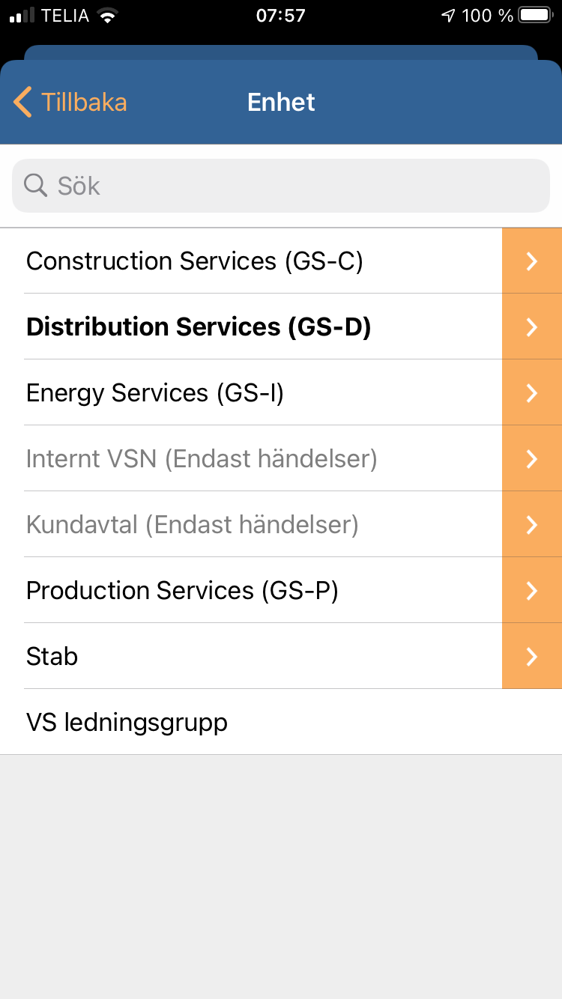 TELIA 07:57 100 %
Tillbaka Enhet
Sök
Construction Services (GS-C)
Distribution Services (GS-D)
Energy Services (GS-I)
Internt VSN (Endast händelser)
Kundavtal (Endast händelser)
Production Services (GS-P)
Stab
VS ledningsgrupp